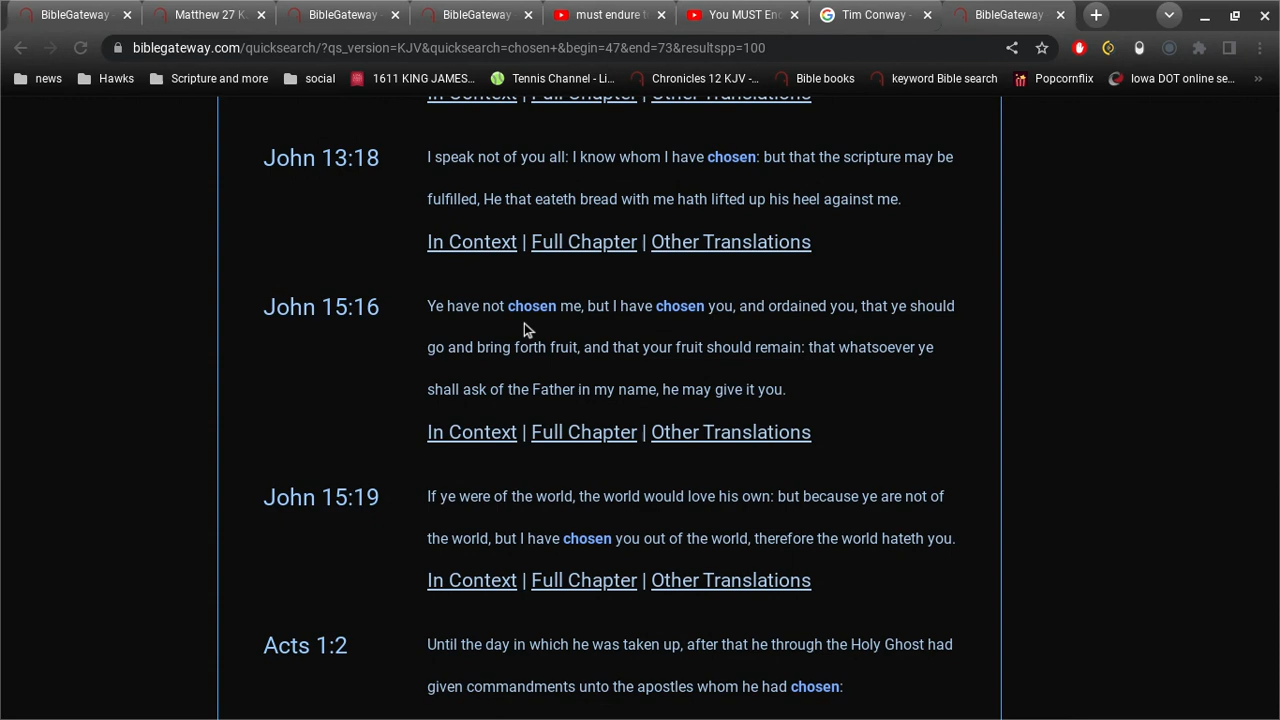 BibleGateway -
Matthew 27 K
BibleGateway -
BibleGateway
must endure t
You MUST En
Tim Conway -
BibleGateway
biblegateway.com/quicksearch/?qs_version=KJV&quicksearch=chosen+&begin=47&end=73&resultspp=100
news
Hawks
Scripture and more
social
1611 KING JAMES...
Tennis Channel - Li...
Chronicles 12 KJV -...
Bible books
keyword Bible search
Popcornflix
Iowa DOT online se...
»
In Context | Full Chapter | Other Translations
John 13:18
I speak not of you all: I know whom I have chosen: but that the scripture may be
fulfilled, He that eateth bread with me hath lifted up his heel against me.
In Context | Full Chapter | Other Translations
John 15:16
Ye have not chosen me, but I have chosen you, and ordained you, that ye should
go and bring forth fruit, and that your fruit should remain: that whatsoever ye
shall ask of the Father in my name, he may give it you.
In Context | Full Chapter | Other Translations
John 15:19
If ye were of the world, the world would love his own: but because ye are not of
the world, but I have chosen you out of the world, therefore the world hateth you.
In Context | Full Chapter | Other Translations
Acts 1:2
Until the day in which he was taken up, after that he through the Holy Ghost had
given commandments unto the apostles whom he had chosen: